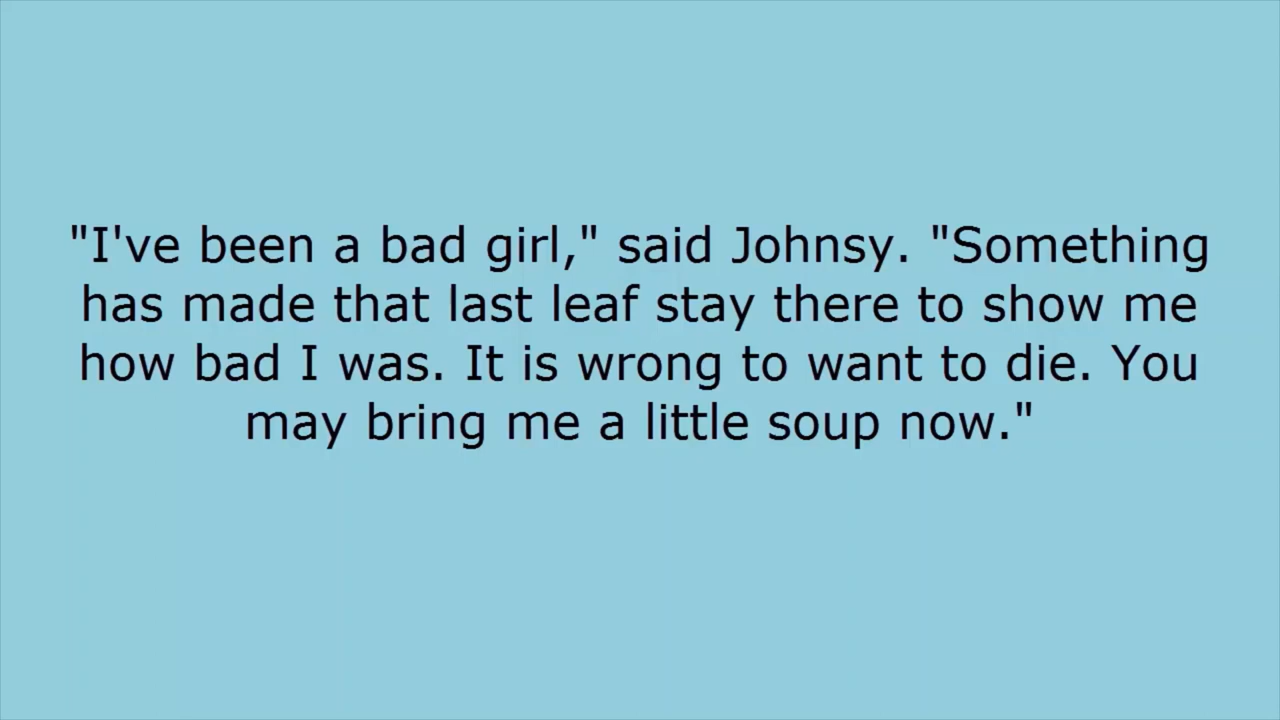 "I've been a bad girl," said Johnsy. "Something
has made that last leaf stay there to show me
how bad I was. It is wrong to want to die. You
may bring me a little soup now."